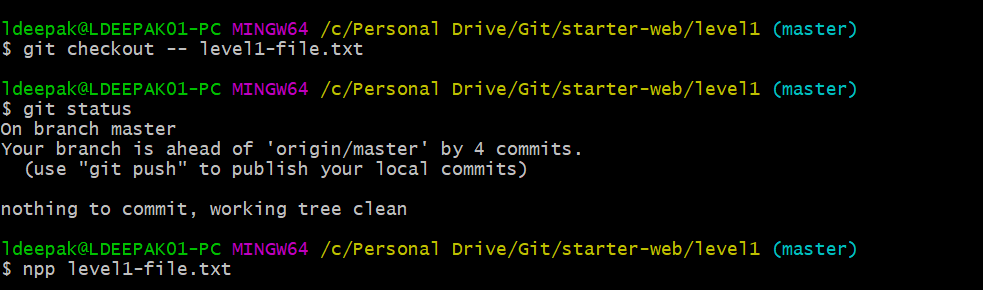 ldeepak@LDEEPAK01-PC MINGW64 /c/Personal Drive/Git/starter-web/level1 (master)
$ git checkout -- level1-file.txt
ldeepak@LDEEPAK01-PC MINGW64 /c/Personal Drive/Git/starter-web/level1 (master)
$ git status
On branch master
Your branch is ahead of 'origin/master' by 4 commits.
  (use "git push" to publish your local commits)
nothing to commit, working tree clean
ldeepak@LDEEPAK01-PC MINGW64 /c/Personal Drive/Git/starter-web/level1 (master)
$ npp level1-file.txt